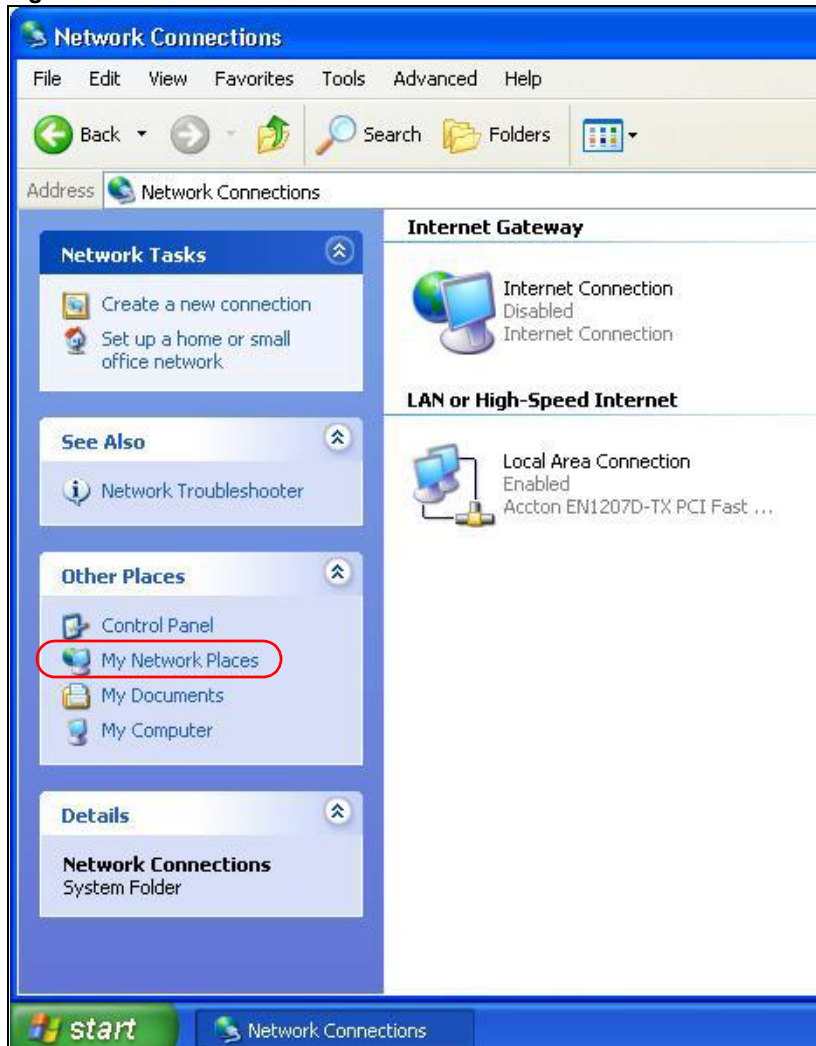 Network Connections
File Edit View Favorites Tools Advanced Help
Back Search Folders
Address Network Connections
Network Tasks
Create a new connection
Set up a home or small
office network
See Also
Network Troubleshooter
Other Places
Control Panel
My Network Places
My Documents
My Computer
Details
Network Connections
System Folder
Internet Gateway
Internet Connection
Disabled
Internet Connection
LAN or High-Speed Internet
Local Area Connection
Enabled
Accton EN1207D-TX PCI Fast ...
start Network Connections